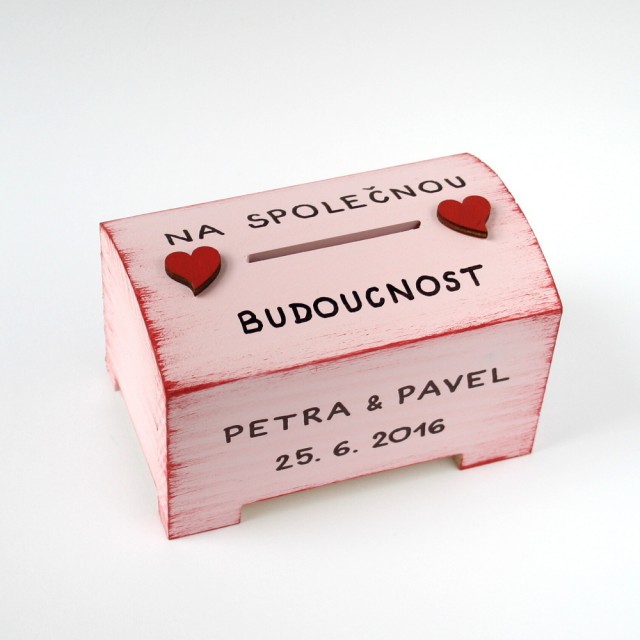 NA SPOLEČNOU
BUDOUCNOST
PETRA & PAVEL
25. 6. 2016